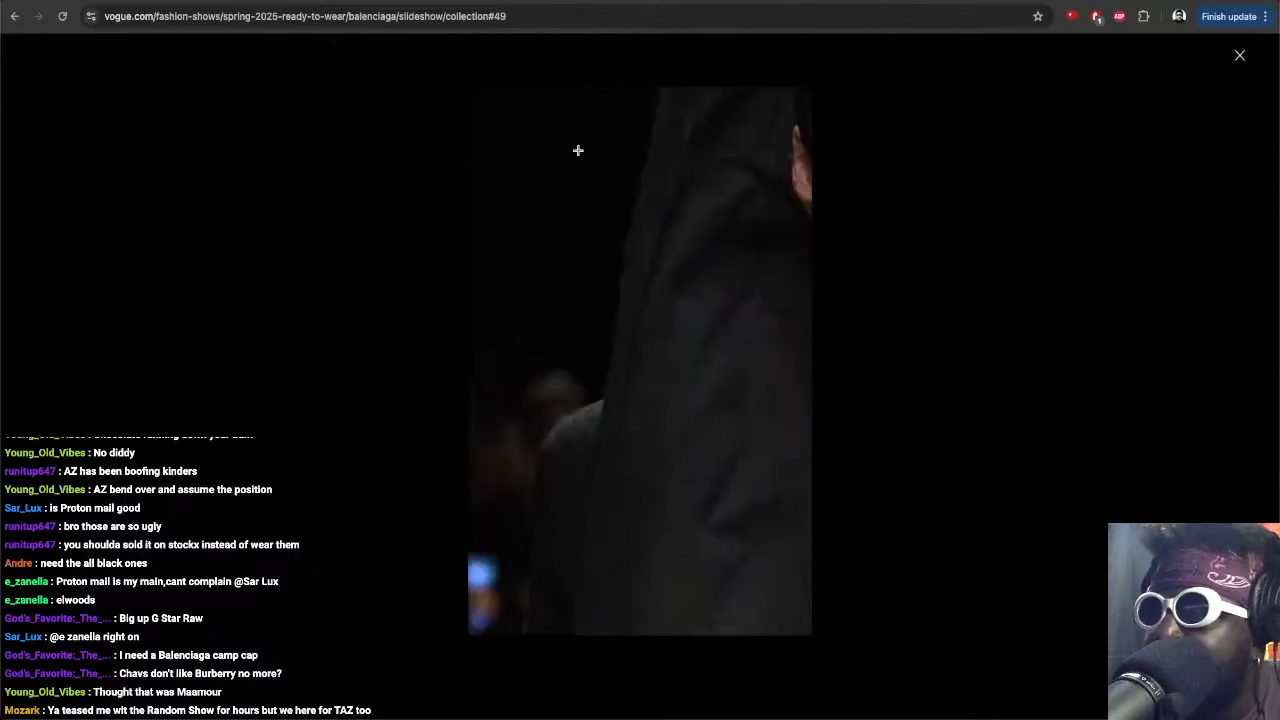 vogue.com/fashion-shows/spring-2025-ready-to-wear/balenciaga/slideshow/collection#49
Finish update
Young_Old_Vibes : No diddy
runitup647 : AZ has been boofing kinders
Young_Old_Vibes : AZ bend over and assume the position
Sar_Lux : is Proton mail good
runitup647 : bro those are so ugly
runitup647 : you shoulda sold it on stockx instead of wear them
Andre : need the all black ones
e_zanella : Proton mail is my main,cant complain @Sar Lux
e_zanella : elwoods
God's_Favorite:_The_... : Big up G Star Raw
Sar_Lux : @e zanella right on
God's_Favorite:_The_... : I need a Balenciaga camp cap
God's_Favorite:_The_... : Chavs don't like Burberry no more?
Young_Old_Vibes : Thought that was Maamour
Mozark : Ya teased me wit the Random Show for hours but we here for TAZ too